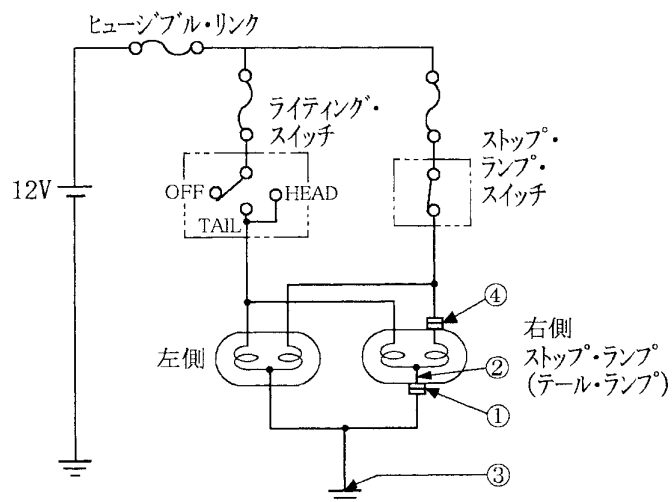 ヒュージブル・リンク
ライティング・
スイッチ
ストップ・
ランプ・
スイッチ
12V
OFF
HEAD
TAIL
④
左側
右側
ストップ・ランプ
(テール・ランプ)
②
①
③